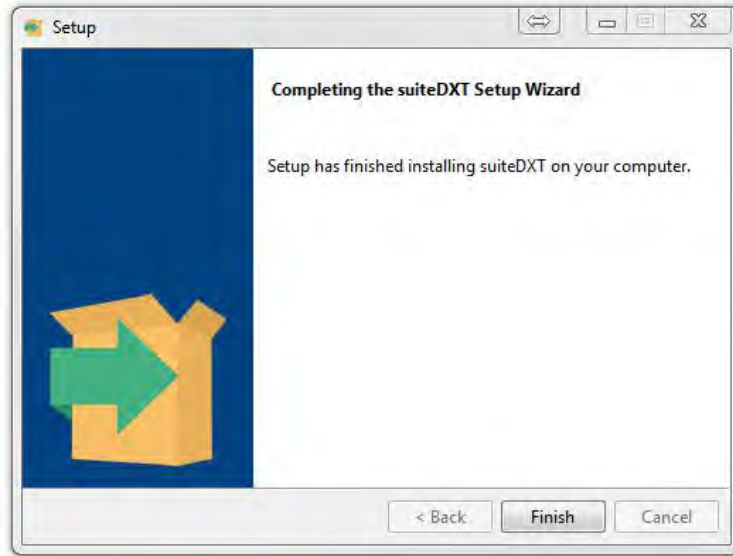 Setup
Completing the suiteDXT Setup Wizard
Setup has finished installing suiteDXT on your computer.
< Back
Finish
Cancel